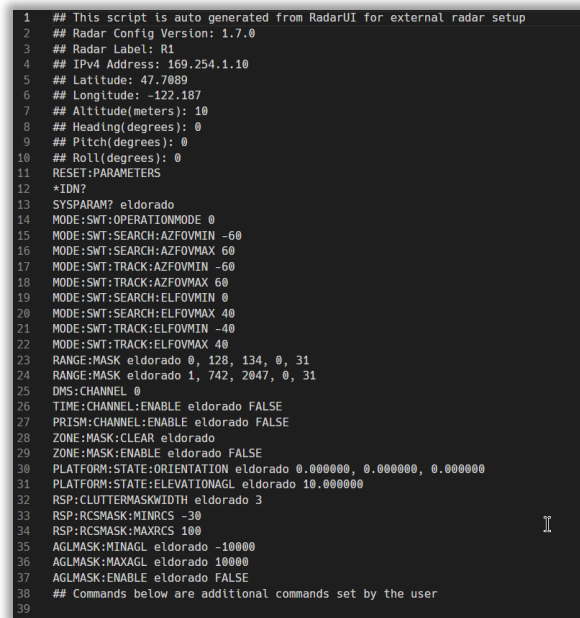 1 ## This script is auto generated from RadarUI for external radar setup
2 ## Radar Config Version: 1.7.0
3 ## Radar Label: R1
4 ## IPv4 Address: 169.254.1.10
5 ## Latitude: 47.7089
6 ## Longitude: -122.187
7 ## Altitude(meters): 10
8 ## Heading(degrees): 0
9 ## Pitch(degrees): 0
10 ## Roll(degrees): 0
11 RESET:PARAMETERS
12 *IDN?
13 SYSPARAM? eldorado
14 MODE:SWT:OPERATIONMODE 0
15 MODE:SWT:SEARCH:AZFOVMIN -60
16 MODE:SWT:SEARCH:AZFOVMAX 60
17 MODE:SWT:TRACK:AZFOVMIN -60
18 MODE:SWT:TRACK:AZFOVMAX 60
19 MODE:SWT:SEARCH:ELFOVMIN 0
20 MODE:SWT:SEARCH:ELFOVMAX 40
21 MODE:SWT:TRACK:ELFOVMIN -40
22 MODE:SWT:TRACK:ELFOVMAX 40
23 RANGE:MASK eldorado 0, 128, 134, 0, 31
24 RANGE:MASK eldorado 1, 742, 2047, 0, 31
25 DMS:CHANNEL 0
26 TIME:CHANNEL:ENABLE eldorado FALSE
27 PRISM:CHANNEL:ENABLE eldorado FALSE
28 ZONE:MASK:CLEAR eldorado
29 ZONE:MASK:ENABLE eldorado FALSE
30 PLATFORM:STATE:ORIENTATION eldorado 0.000000, 0.000000, 0.000000
31 PLATFORM:STATE:ELEVATIONAGL eldorado 10.000000
32 RSP:CLUTTERMASKWIDTH eldorado 3
33 RSP:RCSMASK:MINRCS -30
34 RSP:RCSMASK:MAXRCS 100
35 AGLMASK:MINAGL eldorado -10000
36 AGLMASK:MAXAGL eldorado 10000
37 AGLMASK:ENABLE eldorado FALSE
38 ## Commands below are additional commands set by the user
39